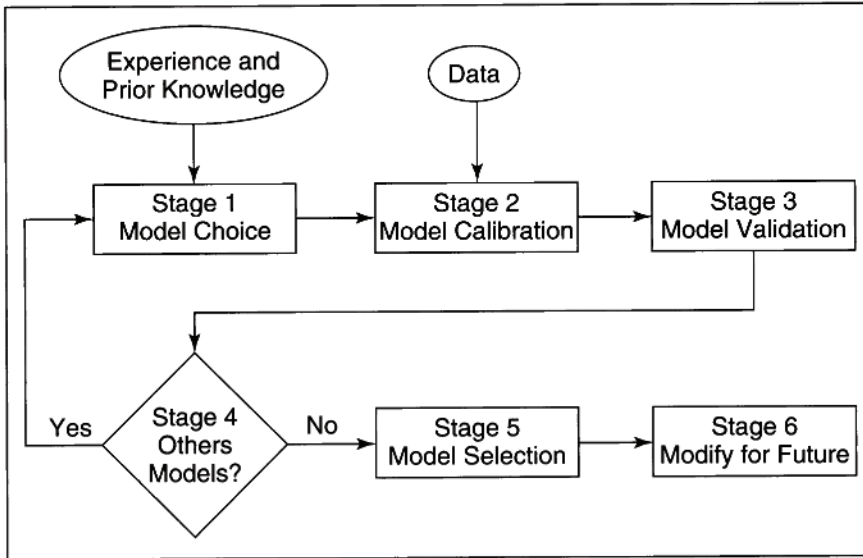 Experience and
Prior Knowledge
Data
Stage 1
Model Choice
Stage 2
Model Calibration
Stage 3
Model Validation
Yes
Stage 4
Others
Models?
No
Stage 5
Model Selection
Stage 6
Modify for Future